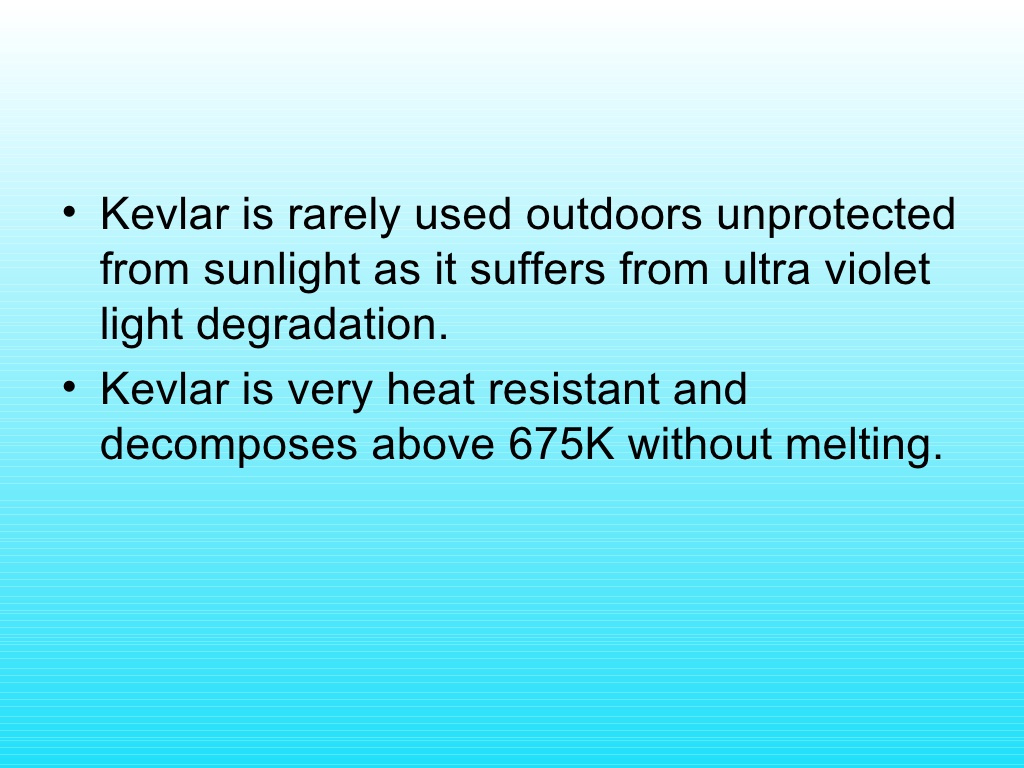 • Kevlar is rarely used outdoors unprotected
from sunlight as it suffers from ultra violet
light degradation.
• Kevlar is very heat resistant and
decomposes above 675K without melting.